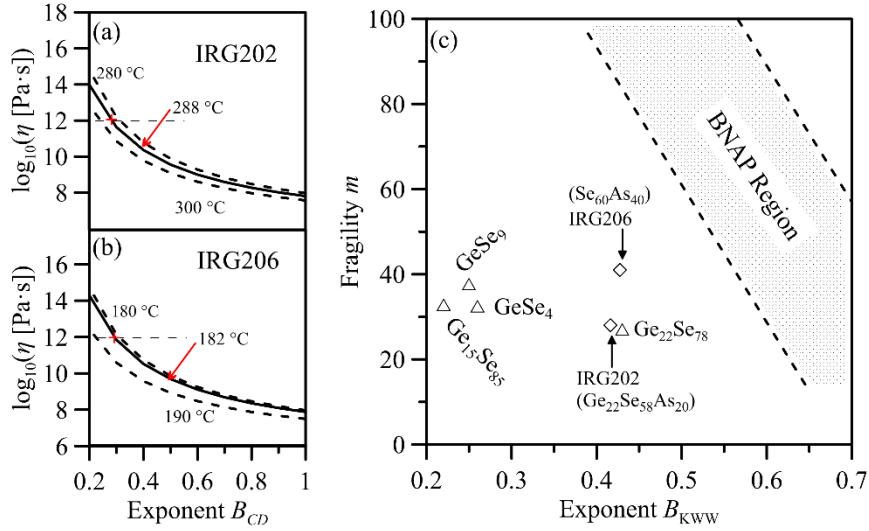 (a)
IRG202
280 °C
288 °C
300 °C
18
16
14
12
10
8
log₁₀(η [Pa·s])
(b)
IRG206
180 °C
182 °C
190 °C
16
14
12
10
8
6
log₁₀(η [Pa·s])
0.2 0.4 0.6 0.8 1
Exponent B_CD
(c)
100
80
60
40
20
0
Fragility m
BNAP Region
(Se₆₀As₄₀)
IRG206
GeSe₉
GeSe₄
Ge₁₅Se₈₅
Ge₂₂Se₇₈
IRG202
(Ge₂₂Se₅₈As₂₀)
0.2 0.3 0.4 0.5 0.6 0.7
Exponent B_KWW